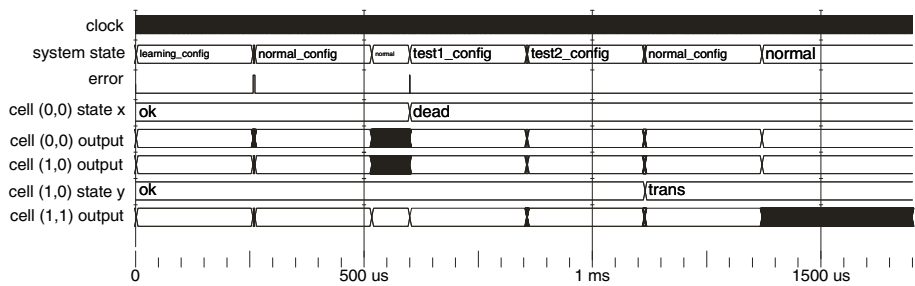 clock
system state learning_config normal_config normal test1_config test2_config normal_config normal
error
cell (0,0) state x ok dead
cell (0,0) output
cell (1,0) output
cell (1,0) state y ok trans
cell (1,1) output
0 500 us 1 ms 1500 us